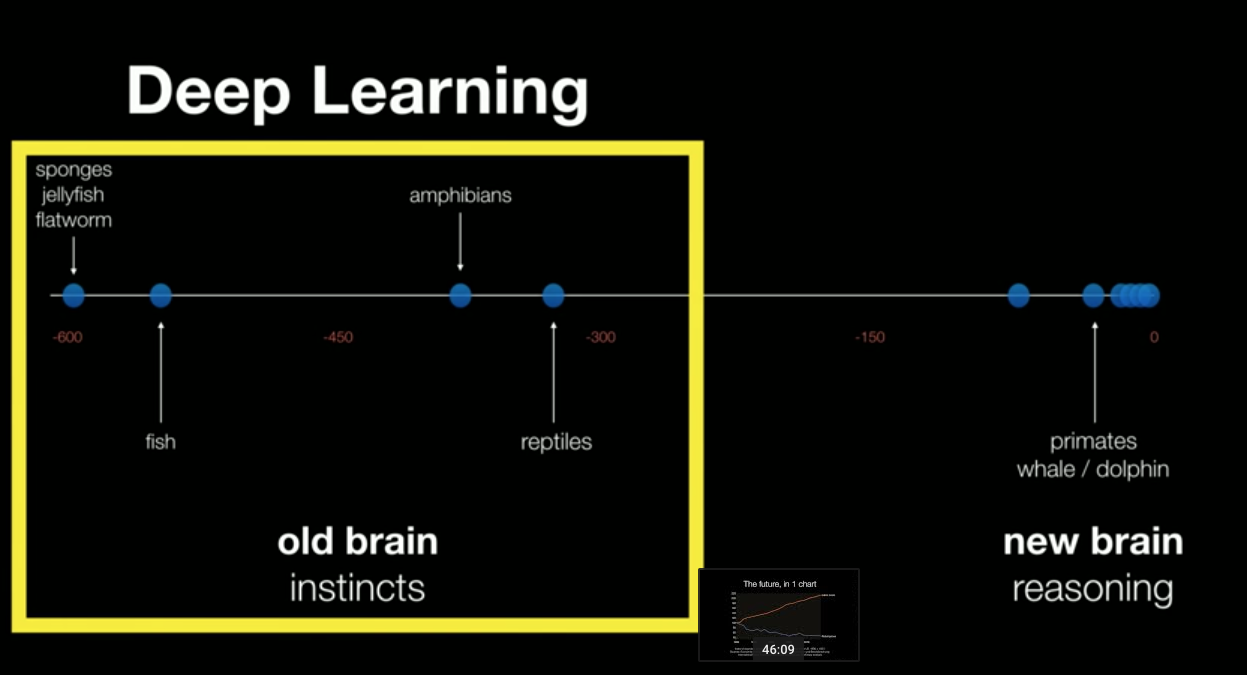 Deep Learning
sponges
jellyfish
flatworm
amphibians
-600
-450
-300
-150
0
fish
reptiles
primates
whale / dolphin
old brain
instincts
new brain
reasoning
The future, in 1 chart
46:09